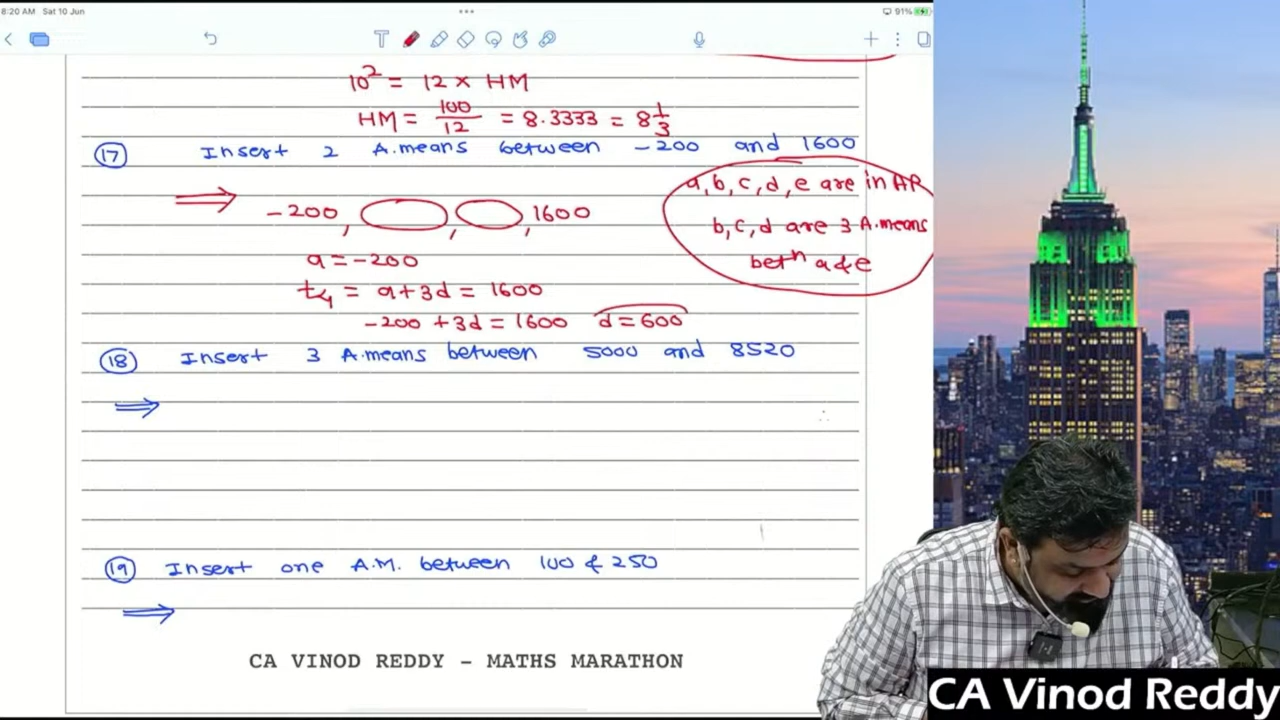 8:20 AM Sat 10 Jun
91%
10² = 12 × HM
HM = 100/12 = 8.3333 = 8 1/3
17 Insert 2 A.means between -200 and 1600
⟹ -200, , , 1600
a, b, c, d, e are in AP
b, c, d are 3 A.means
betⁿ a & e
a = -200
t₄ = a+3d = 1600
-200 + 3d = 1600 d = 600
18 Insert 3 A.means between 5000 and 8520
⟹
19 Insert one A.M. between 100 & 250
⟹
CA VINOD REDDY - MATHS MARATHON
CA Vinod Reddy